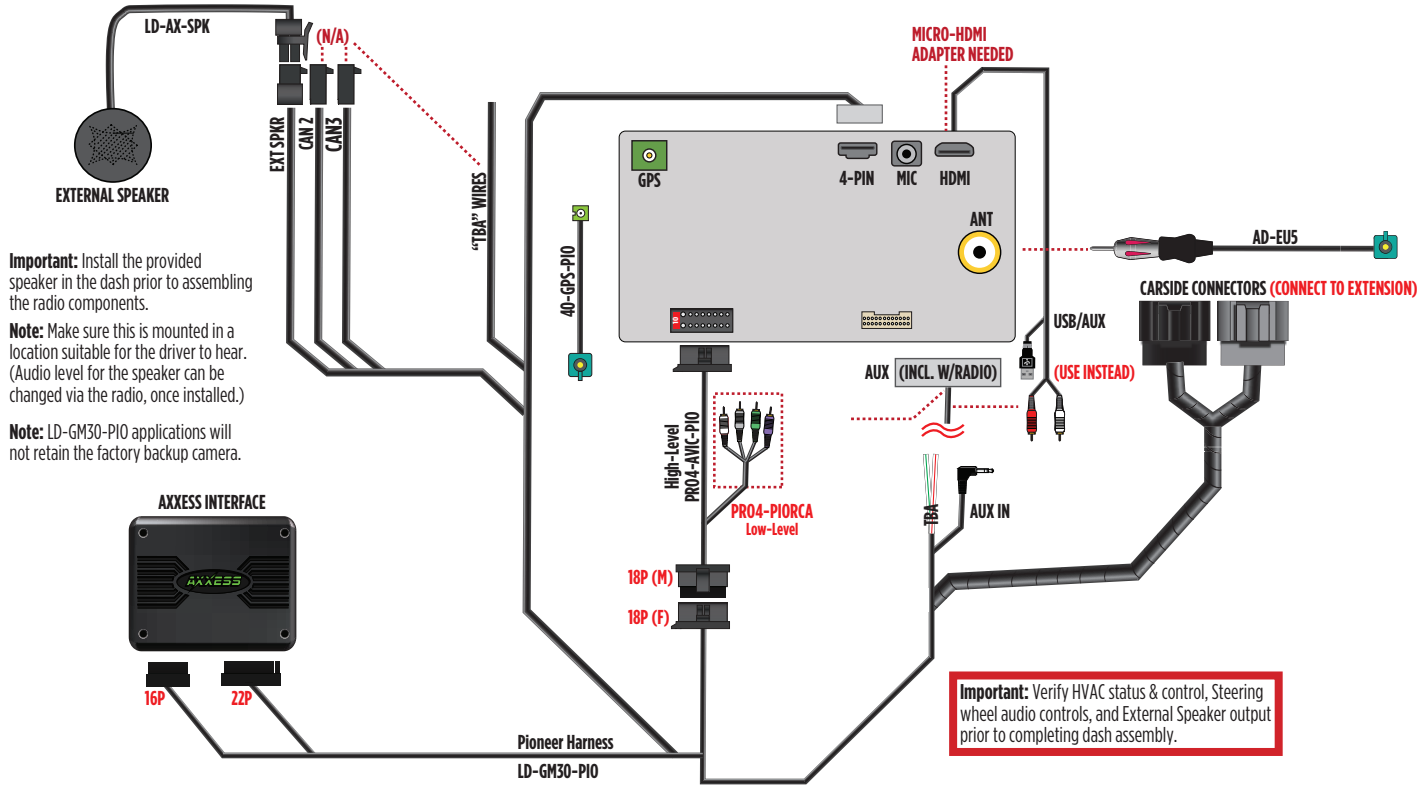 LD-AX-SPK
(N/A)
MICRO-HDMI
ADAPTER NEEDED
EXT SPKR
CAN 2
CAN3
EXTERNAL SPEAKER
"TBA" WIRES
GPS
4-PIN
MIC
HDMI
ANT
AD-EU5
40-GPS-PIO
Important: Install the provided
speaker in the dash prior to assembling
the radio components.
Note: Make sure this is mounted in a
location suitable for the driver to hear.
(Audio level for the speaker can be
changed via the radio, once installed.)
Note: LD-GM30-PIO applications will
not retain the factory backup camera.
CARSIDE CONNECTORS (CONNECT TO EXTENSION)
10
USB/AUX
AUX
(INCL. W/RADIO)
(USE INSTEAD)
High-Level
PRO4-AVIC-PIO
PRO4-PIORCA
Low-Level
TBA
AUX IN
AXXESS INTERFACE
AXXESS
18P (M)
18P (F)
16P
22P
Pioneer Harness
LD-GM30-PIO
Important: Verify HVAC status & control, Steering
wheel audio controls, and External Speaker output
prior to completing dash assembly.